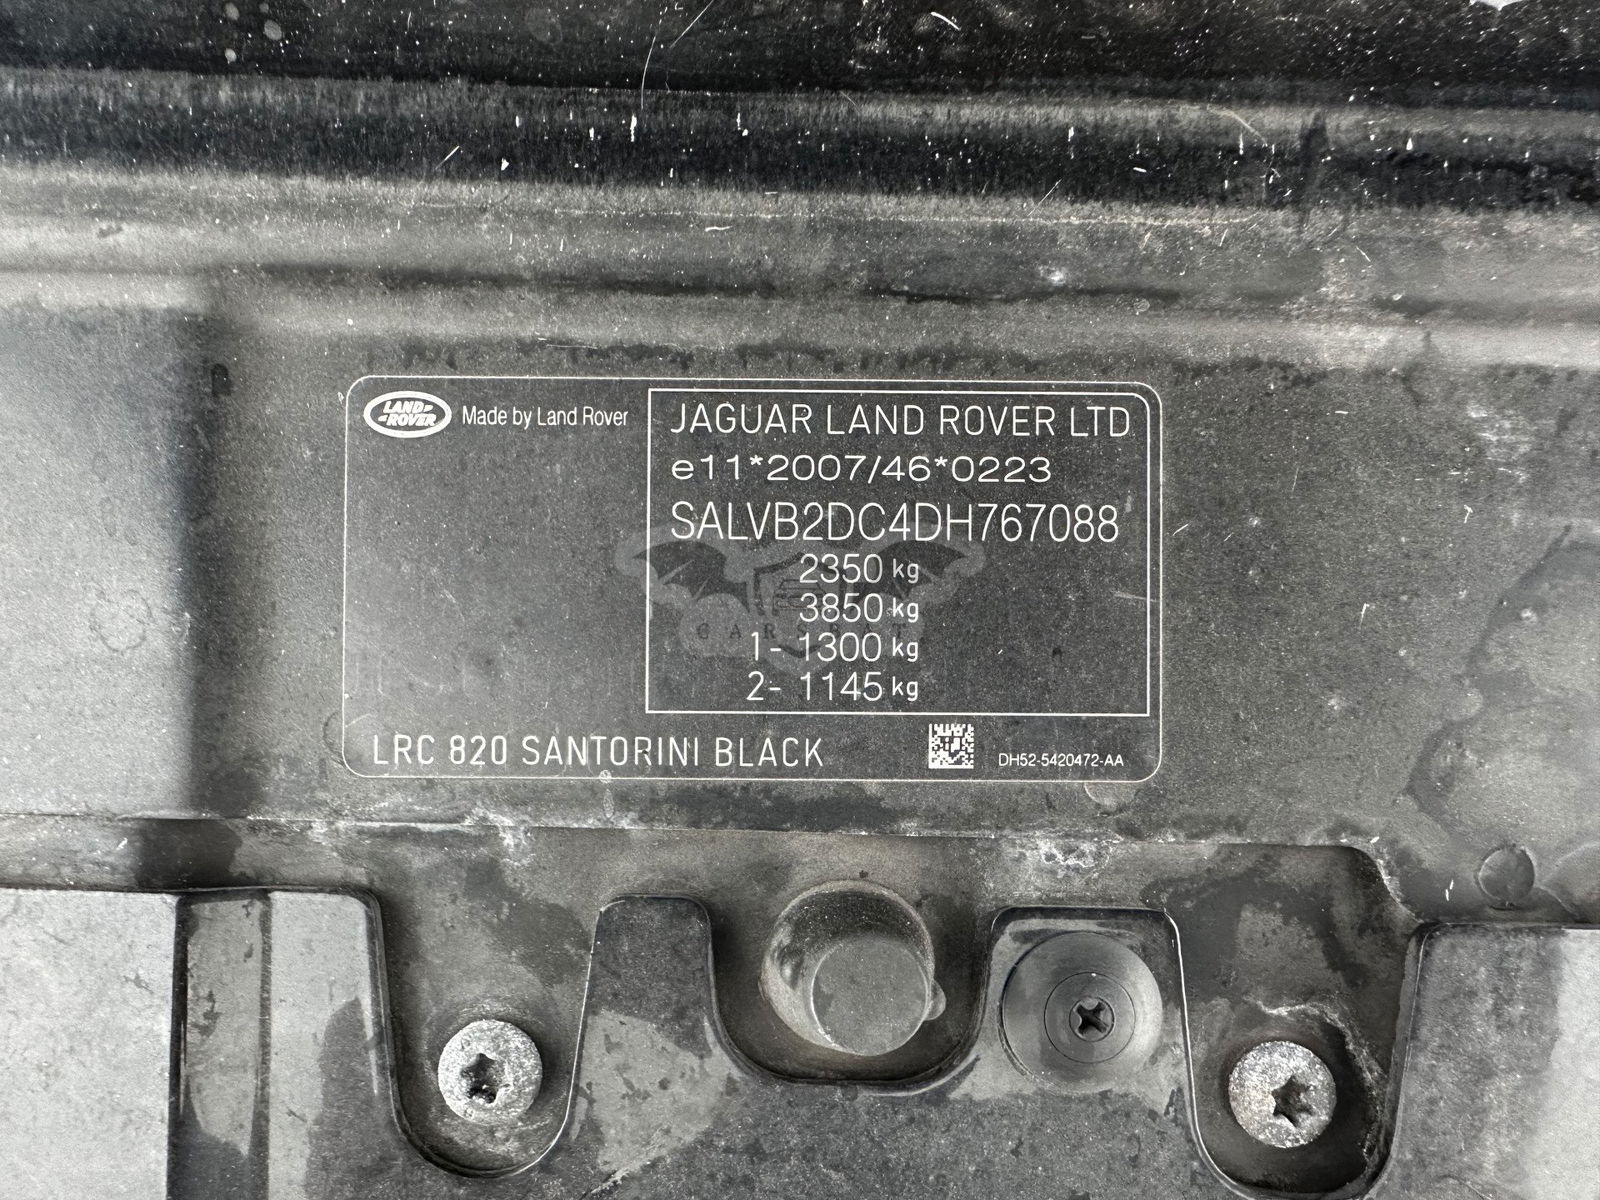 LAND ROVER Made by Land Rover
JAGUAR LAND ROVER LTD
e11*2007/46*0223
SALVB2DC4DH767088
2350 kg
3850 kg
1- 1300 kg
2- 1145 kg
LRC 820 SANTORINI BLACK
DH52-5420472-AA